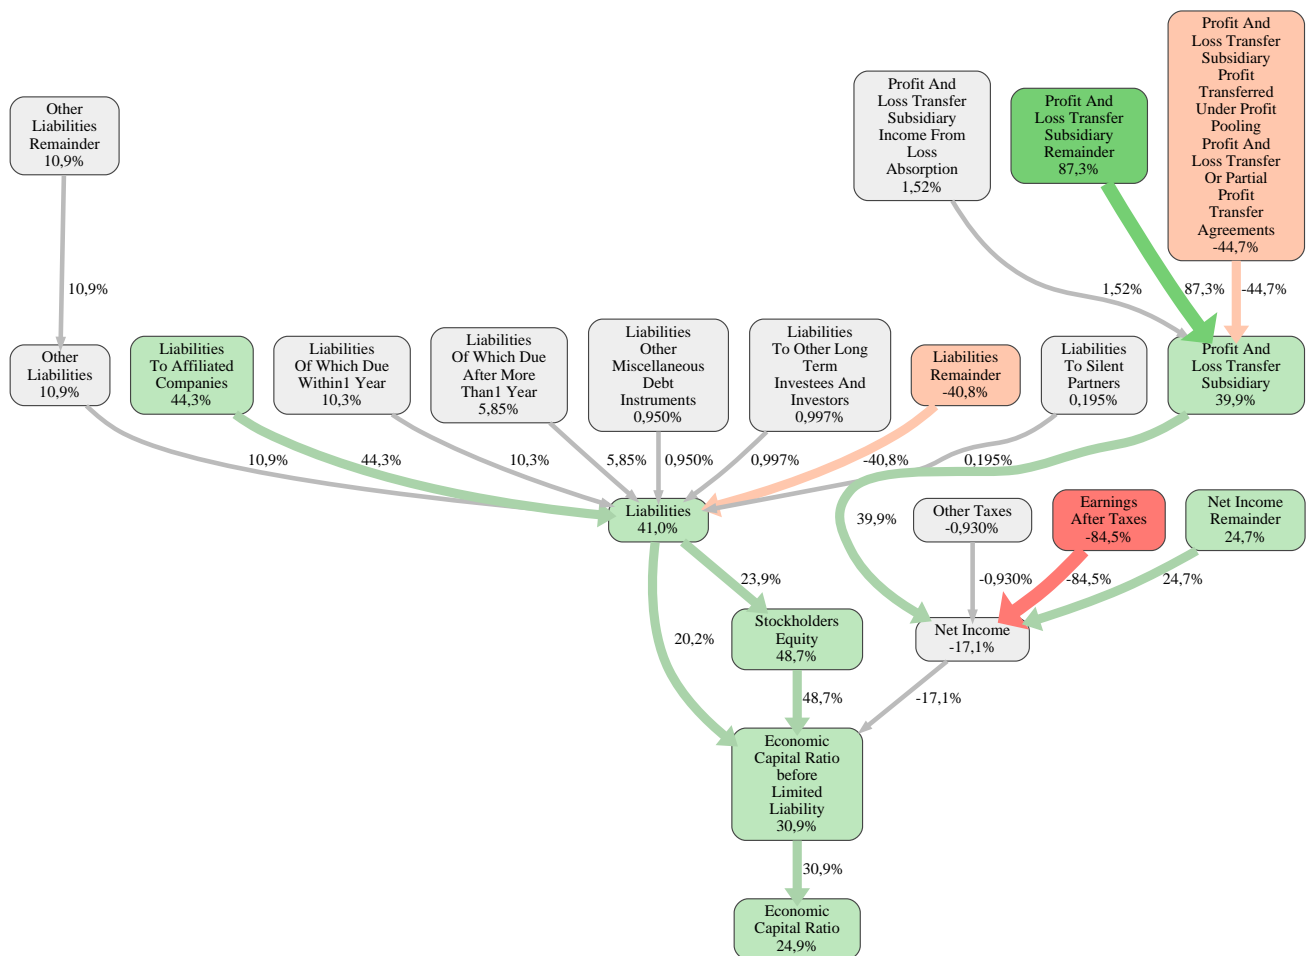 Profit And
Loss Transfer
Subsidiary
Profit
Transferred
Under Profit
Pooling
Profit And
Loss Transfer
Or Partial
Profit
Transfer
Agreements
-44,7%
Profit And
Loss Transfer
Subsidiary
Income From
Loss
Absorption
1,52%
Profit And
Loss Transfer
Subsidiary
Remainder
87,3%
Other
Liabilities
Remainder
10,9%
10,9%
1,52%
87,3%
-44,7%
Other
Liabilities
10,9%
Liabilities
To Affiliated
Companies
44,3%
Liabilities
Of Which Due
Within1 Year
10,3%
Liabilities
Of Which Due
After More
Than1 Year
5,85%
Liabilities
Other
Miscellaneous
Debt
Instruments
0,950%
Liabilities
To Other Long
Term
Investees And
Investors
0,997%
Liabilities
Remainder
-40,8%
Liabilities
To Silent
Partners
0,195%
Profit And
Loss Transfer
Subsidiary
39,9%
10,9%
44,3%
10,3%
5,85%
0,950%
0,997%
-40,8%
0,195%
Liabilities
41,0%
39,9%
Other Taxes
-0,930%
Earnings
After Taxes
-84,5%
Net Income
Remainder
24,7%
23,9%
-0,930%
-84,5%
24,7%
20,2%
Stockholders
Equity
48,7%
Net Income
-17,1%
48,7%
-17,1%
Economic
Capital Ratio
before
Limited
Liability
30,9%
30,9%
Economic
Capital Ratio
24,9%